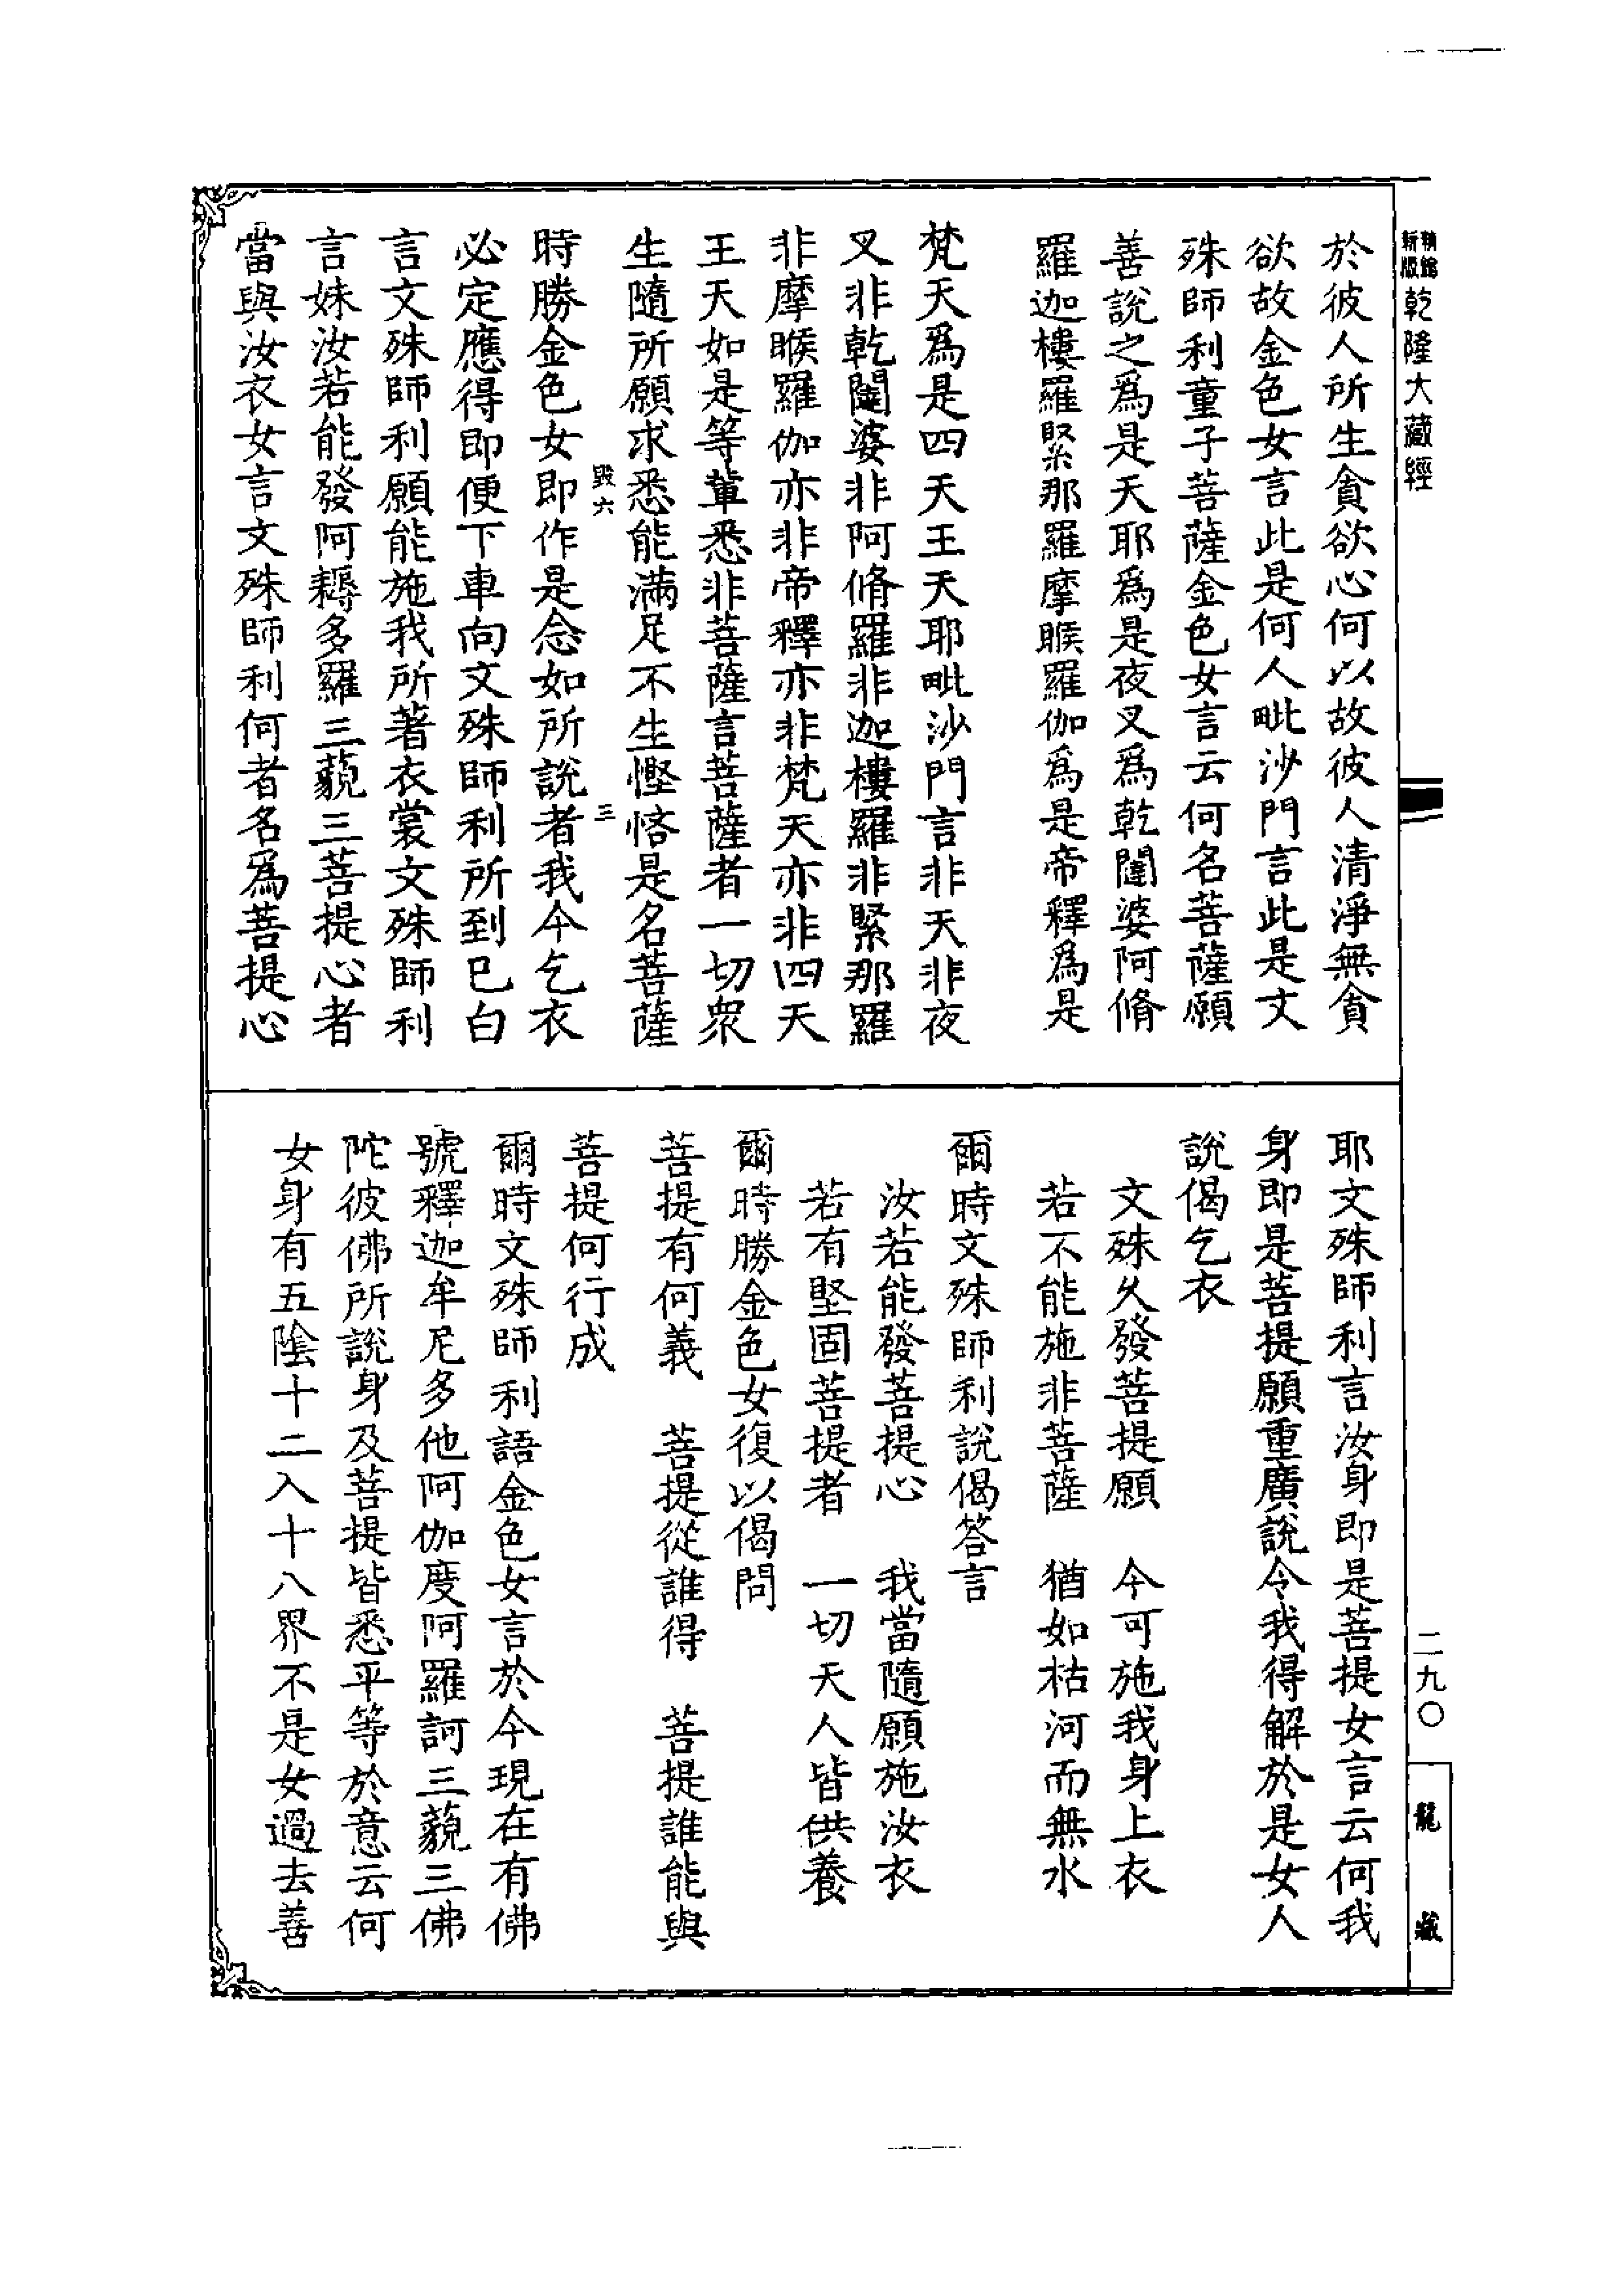 精縮新版乾隆大藏經
於彼人所生貪欲心何以故彼人清淨無貪
欲故金色女言此是何人毗沙門言此是文
殊師利童子菩薩金色女言云何名菩薩願
善說之爲是天耶爲是夜叉爲乾闥婆阿脩
羅迦樓羅緊那羅摩睺羅伽爲是帝釋爲是
梵天爲是四天王天耶毗沙門言非天非夜
叉非乾闥婆非阿脩羅非迦樓羅非緊那羅
非摩睺羅伽亦非帝釋亦非梵天亦非四天
王天如是等輩悉非菩薩言菩薩者一切衆
生隨所願求悉能滿足不生慳悋是名菩薩
毀六 三
時勝金色女即作是念如所說者我今乞衣
必定應得即便下車向文殊師利所到已白
言文殊師利願能施我所著衣裳文殊師利
言妹汝若能發阿耨多羅三藐三菩提心者
當與汝衣女言文殊師利何者名爲菩提心
耶文殊師利言汝身即是菩提女言云何我
身即是菩提願重廣說令我得解於是女人
說偈乞衣
文殊久發菩提願 今可施我身上衣
若不能施非菩薩 猶如枯河而無水
爾時文殊師利說偈答言
汝若能發菩提心 我當隨願施汝衣
若有堅固菩提者 一切天人皆供養
爾時勝金色女復以偈問
菩提有何義 菩提從誰得 菩提誰能與
菩提何行成
爾時文殊師利語金色女言於今現在有佛
號釋迦牟尼多他阿伽度阿羅訶三藐三佛
陀彼佛所說身及菩提皆悉平等於意云何
女身有五陰十二入十八界不是女過去善
二九〇
龍藏